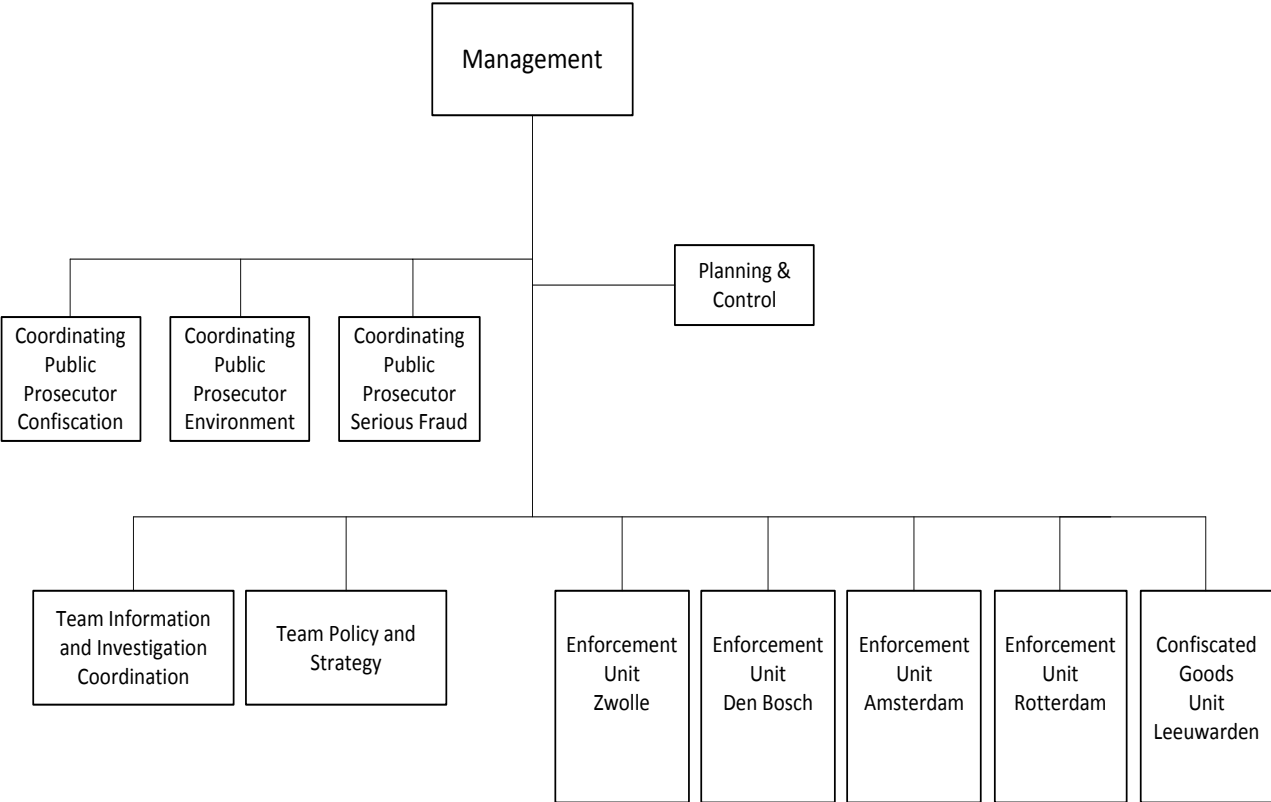 Management
Planning &
Control
Coordinating
Public
Prosecutor
Confiscation
Coordinating
Public
Prosecutor
Environment
Coordinating
Public
Prosecutor
Serious Fraud
Team Information
and Investigation
Coordination
Team Policy and
Strategy
Enforcement
Unit
Zwolle
Enforcement
Unit
Den Bosch
Enforcement
Unit
Amsterdam
Enforcement
Unit
Rotterdam
Confiscated
Goods
Unit
Leeuwarden